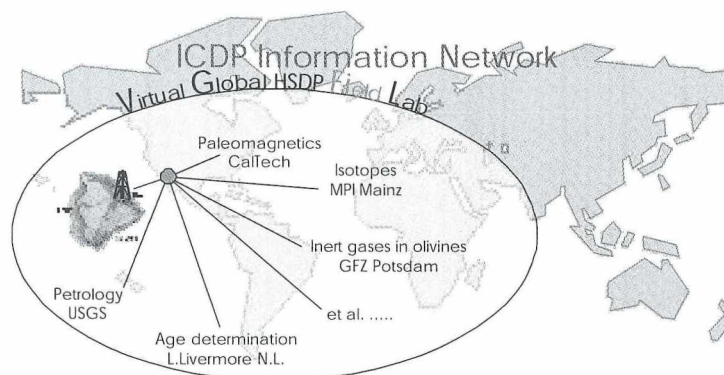 ICDP Information Network
Virtual Global HSDP Field Lab
Paleomagnetics
CalTech
Isotopes
MPI Mainz
Inert gases in olivines
GFZ Potsdam
Petrology
USGS
et al. .....
Age determination
L.Livermore N.L.